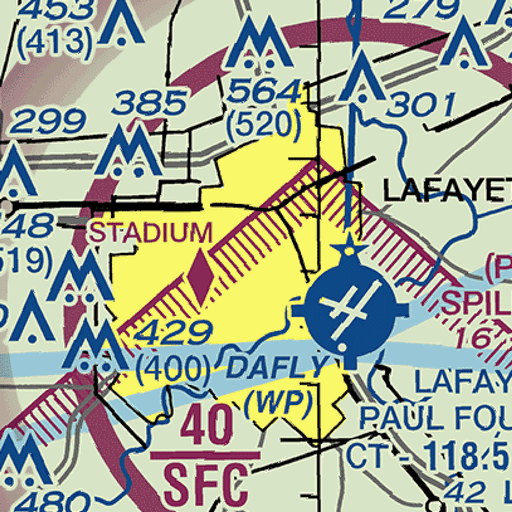 453
(413)
279
564
(520)
301
385
299
LAFAYET
48
519)
STADIUM
(P
SPIL
16
429
(400)
DAFLY
(WP)
LAFAY
PAUL FOU
CT - 118.5
40
SFC
480
42